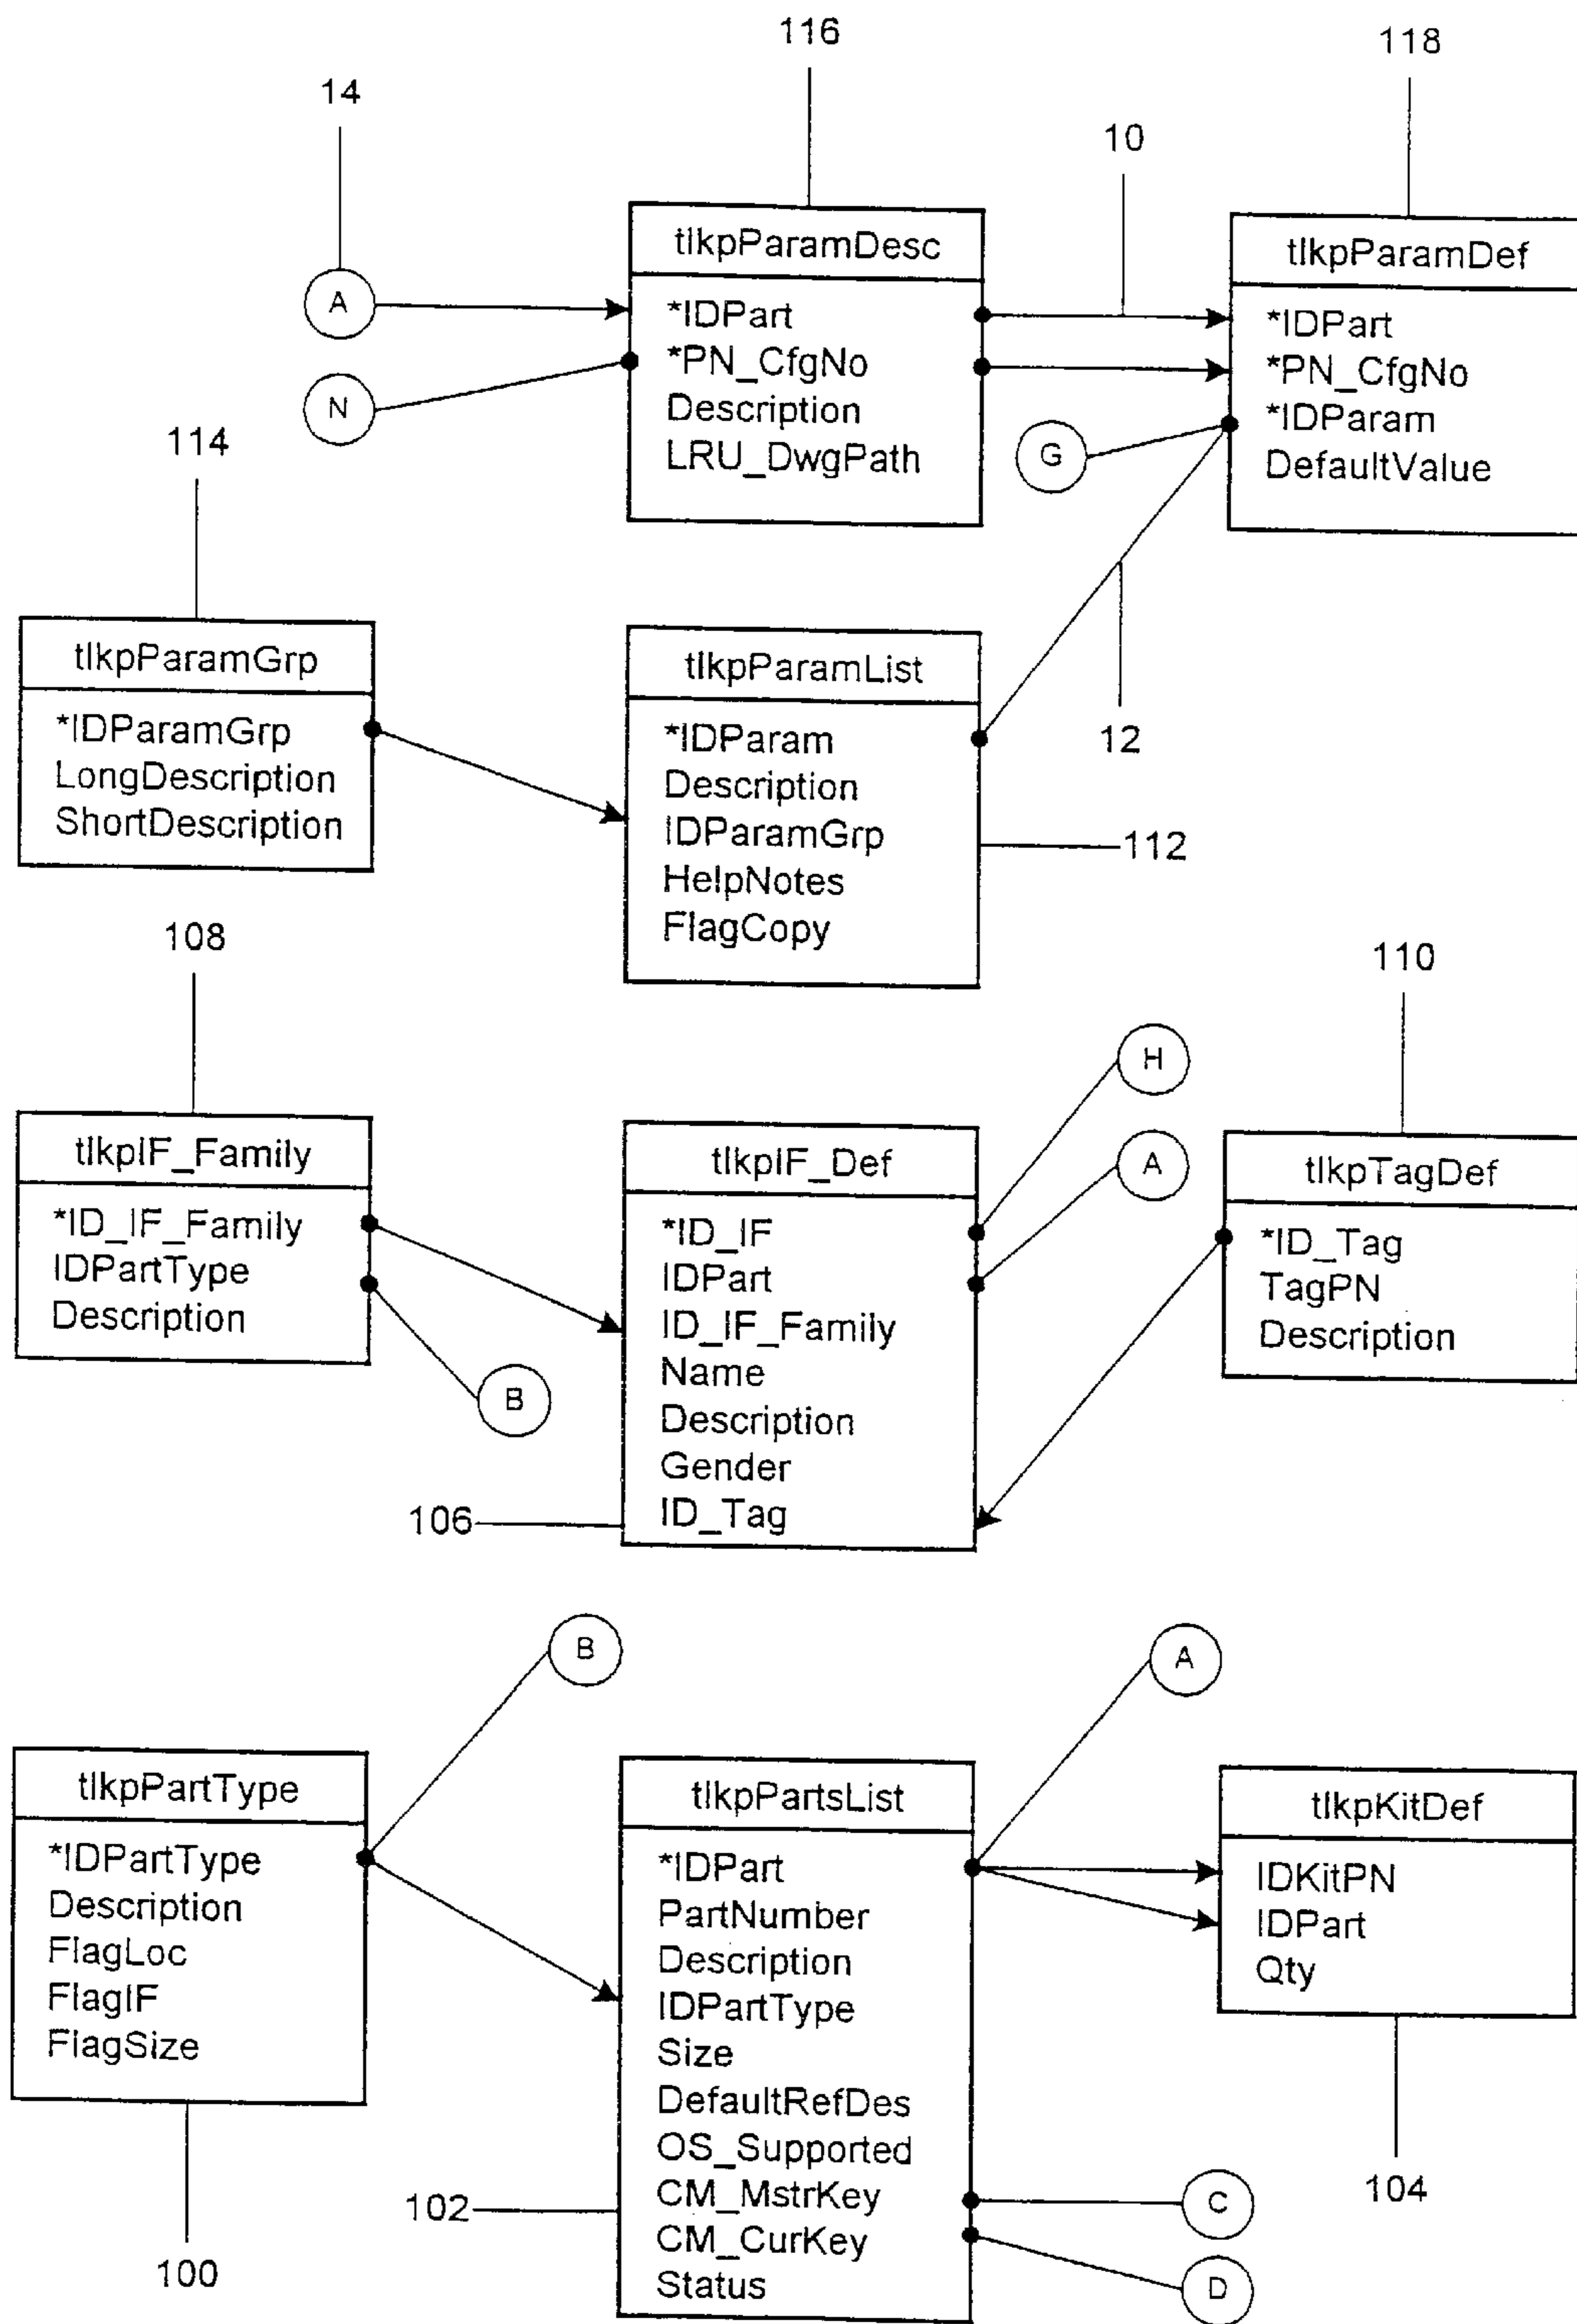 116
118
14
10
tlkpParamDesc
*IDPart
*PN_CfgNo
Description
LRU_DwgPath
tlkpParamDef
*IDPart
*PN_CfgNo
*IDParam
DefaultValue
A
N
G
114
12
tlkpParamGrp
*IDParamGrp
LongDescription
ShortDescription
tlkpParamList
*IDParam
Description
IDParamGrp
HelpNotes
FlagCopy
112
108
110
H
A
tlkpIF_Family
*ID_IF_Family
IDPartType
Description
B
tlkpIF_Def
*ID_IF
IDPart
ID_IF_Family
Name
Description
Gender
ID_Tag
106
tlkpTagDef
*ID_Tag
TagPN
Description
B
A
tlkpPartType
*IDPartType
Description
FlagLoc
FlagIF
FlagSize
100
tlkpPartsList
*IDPart
PartNumber
Description
IDPartType
Size
DefaultRefDes
OS_Supported
CM_MstrKey
CM_CurKey
Status
102
tlkpKitDef
IDKitPN
IDPart
Qty
104
C
D